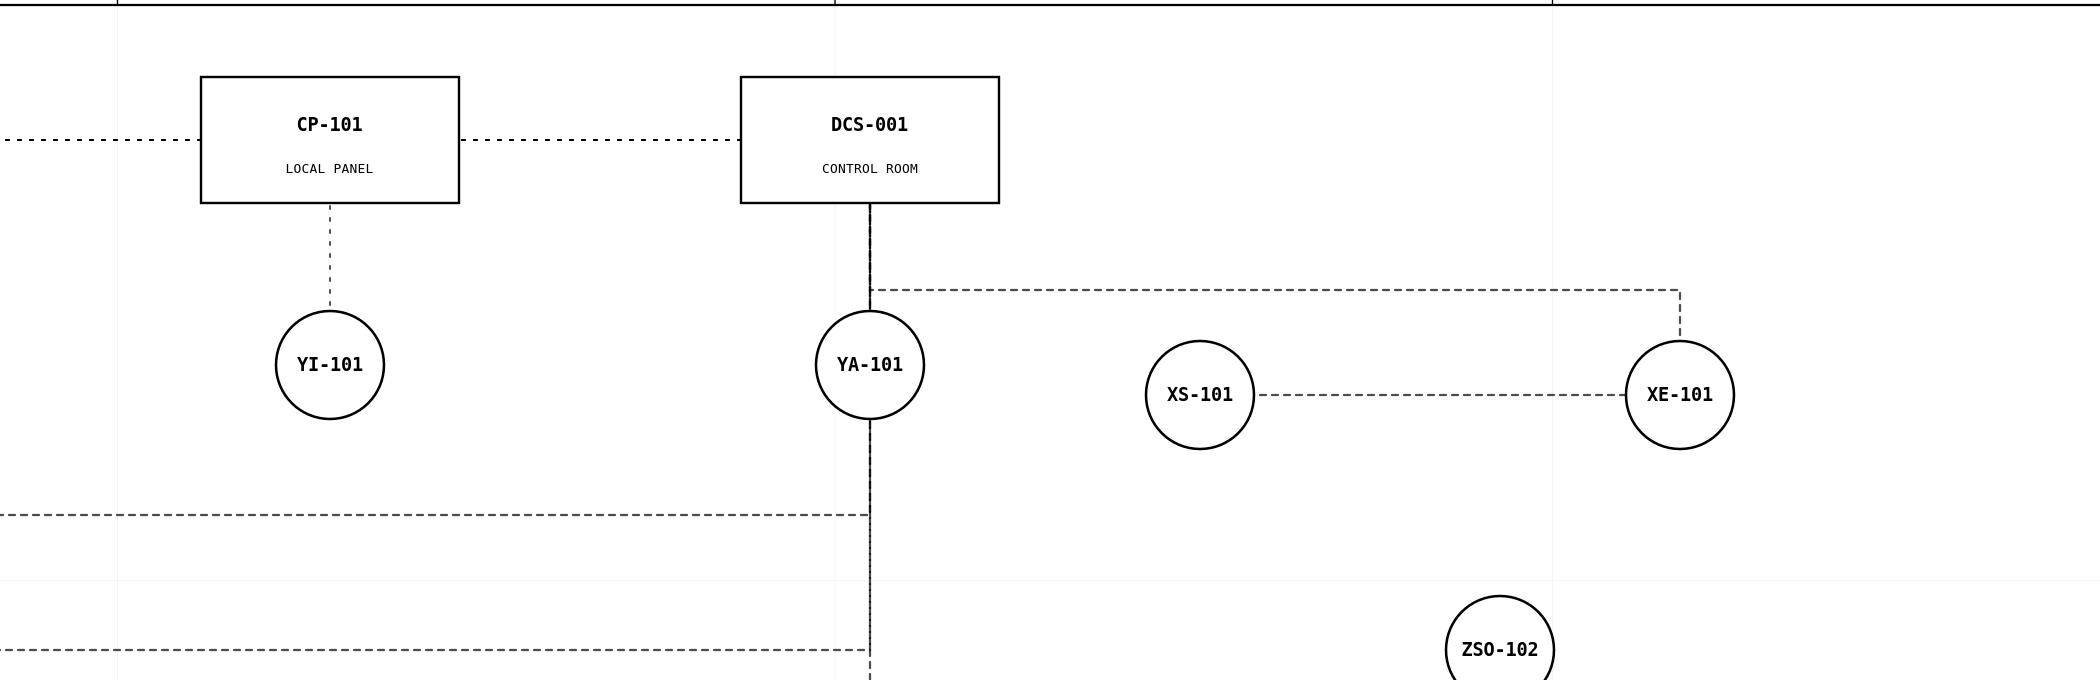 CP-101
LOCAL PANEL
DCS-001
CONTROL ROOM
YI-101
YA-101
XS-101
XE-101
ZSO-102